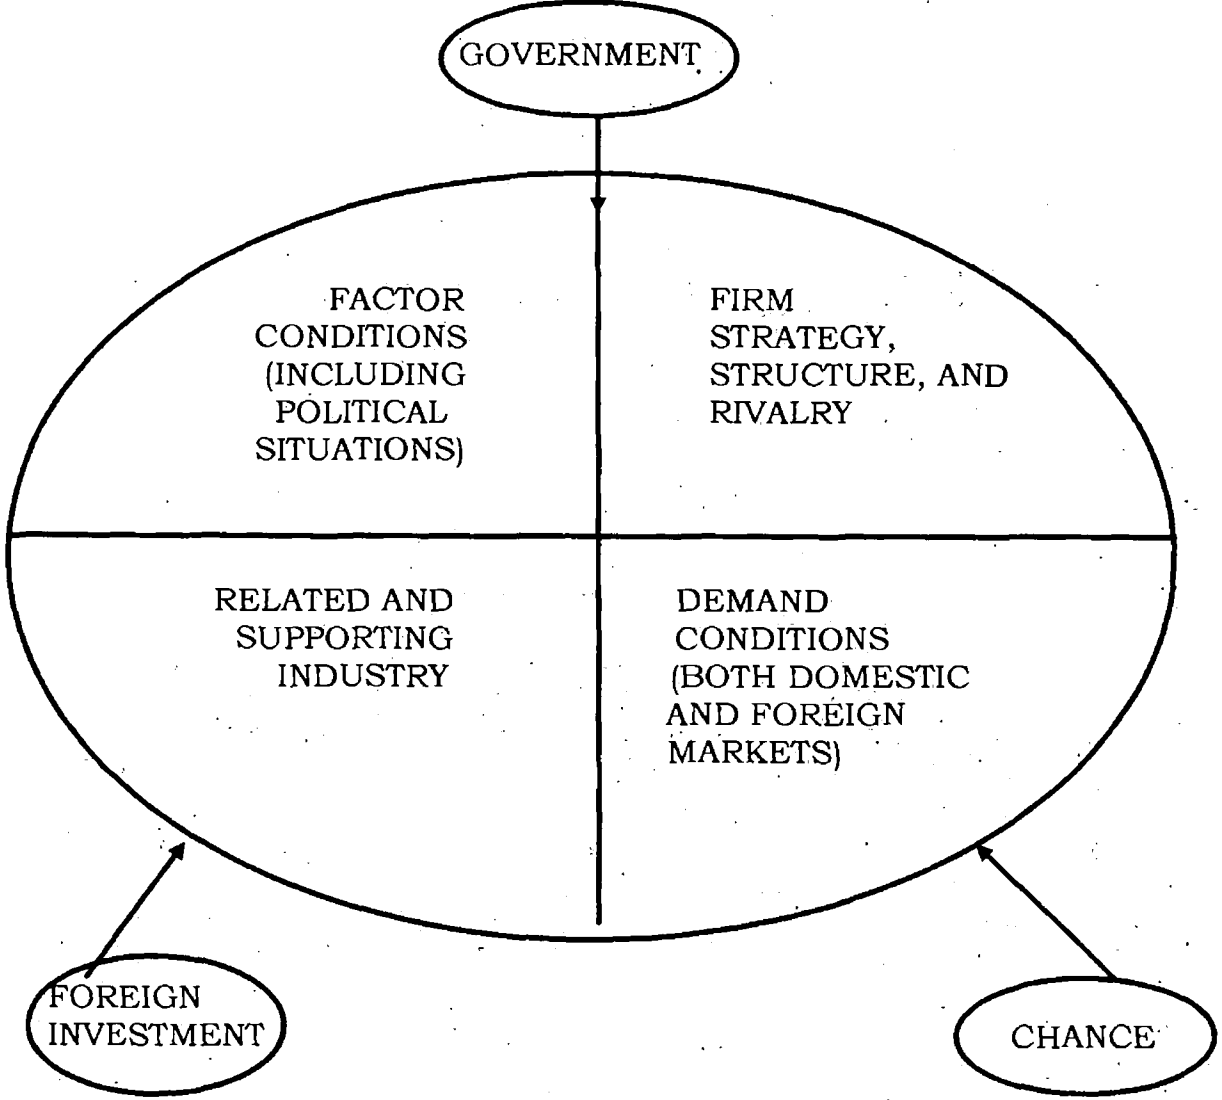 GOVERNMENT
FACTOR
CONDITIONS
(INCLUDING
POLITICAL
SITUATIONS)
FIRM
STRATEGY,
STRUCTURE, AND
RIVALRY
RELATED AND
SUPPORTING
INDUSTRY
DEMAND
CONDITIONS
(BOTH DOMESTIC
AND FOREIGN
MARKETS)
FOREIGN
INVESTMENT
CHANCE